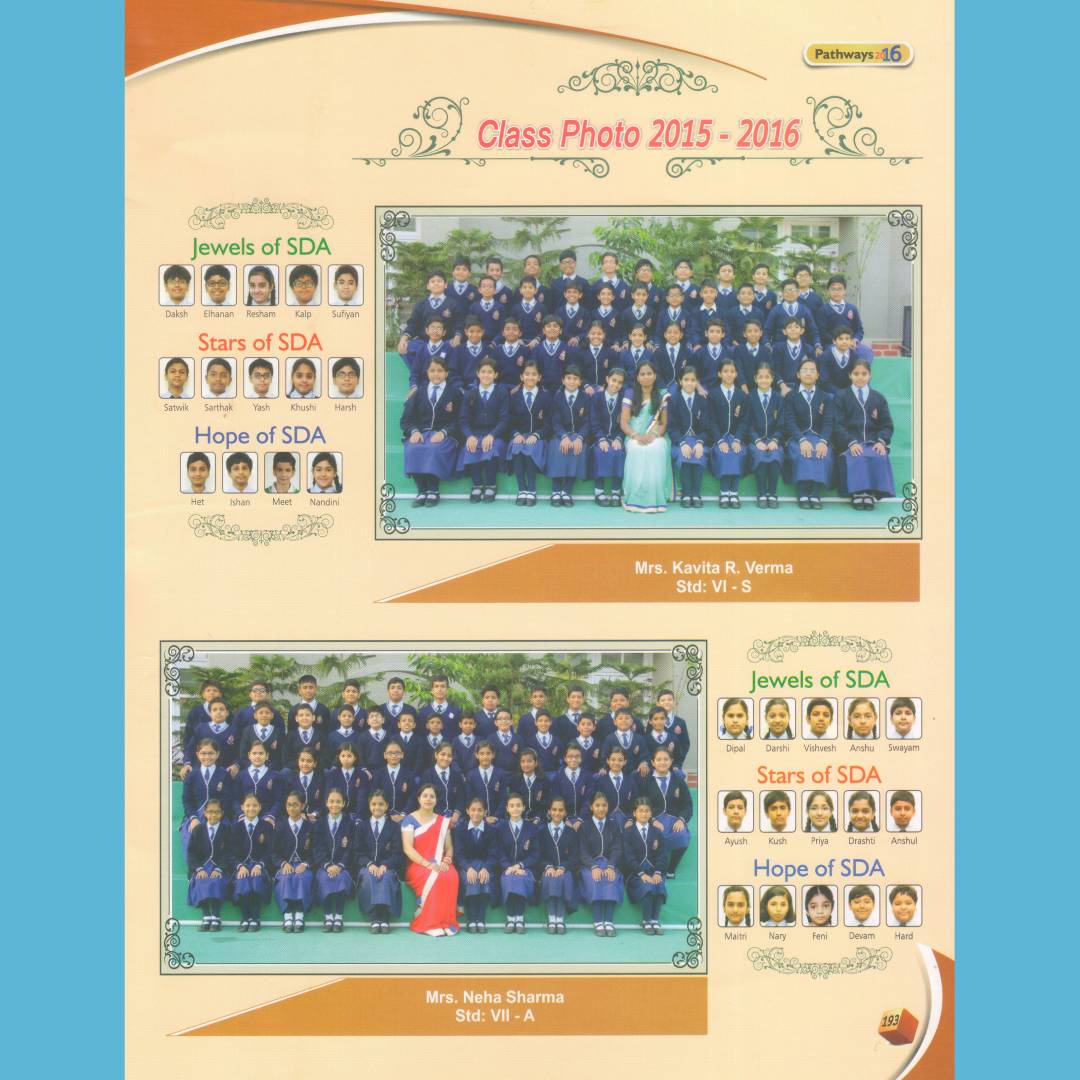 Pathways2016
Class Photo 2015 - 2016
Jewels of SDA
Daksh Elhanan Resham Kalp Sufiyan
Stars of SDA
Satwik Sarthak Yash Khushi Harsh
Hope of SDA
Het Ishan Meet Nandini
Mrs. Kavita R. Verma
Std: VI - S
Jewels of SDA
Dipal Darshi Vishvesh Anshu Swayam
Stars of SDA
Ayush Kush Priya Drashti Anshul
Hope of SDA
Maitri Nary Feni Devam Hard
Mrs. Neha Sharma
Std: VII - A
193